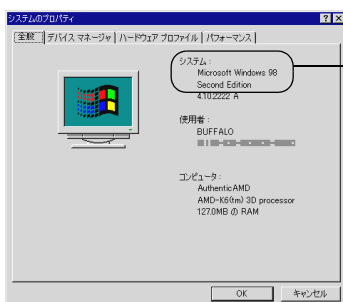 システムのプロパティ
全般 デバイス マネージャ ハードウェア プロファイル パフォーマンス
システム:
Microsoft Windows 98
Second Edition
4.10.2222 A
使用者:
BUFFALO
コンピュータ:
AuthenticAMD
AMD-K6(tm) 3D processor
127.0MB の RAM
OK キャンセル